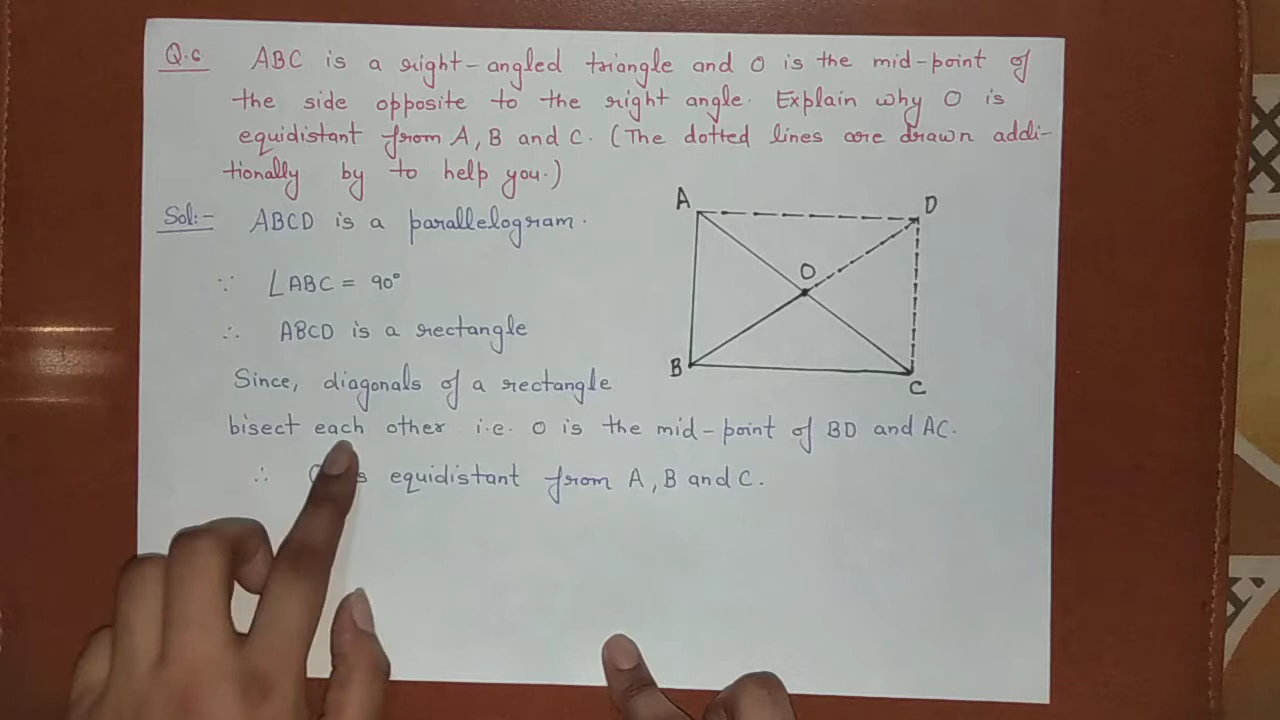 Q.6 ABC is a right-angled triangle and O is the mid-point of
the side opposite to the right angle. Explain why O is
equidistant from A, B and C. (The dotted lines are drawn addi-
tionally by to help you.)
Sol:- ABCD is a parallelogram.
∵ ∠ABC = 90°
∴ ABCD is a rectangle
Since, diagonals of a rectangle
bisect each other i.e. O is the mid-point of BD and AC.
∴ equidistant from A, B and C.
A
D
O
B
C